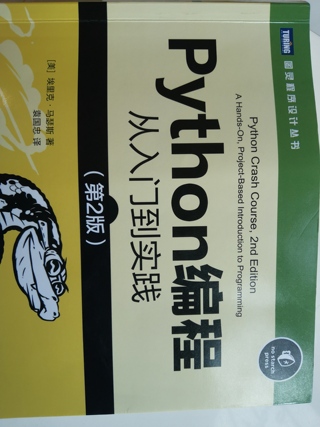 TURING
图灵程序设计丛书
Python Crash Course, 2nd Edition
A Hands-On, Project-Based Introduction to Programming
Python编程
从入门到实践
（第2版）
[美] 埃里克·马瑟斯 著
袁国忠 译
no starch
press